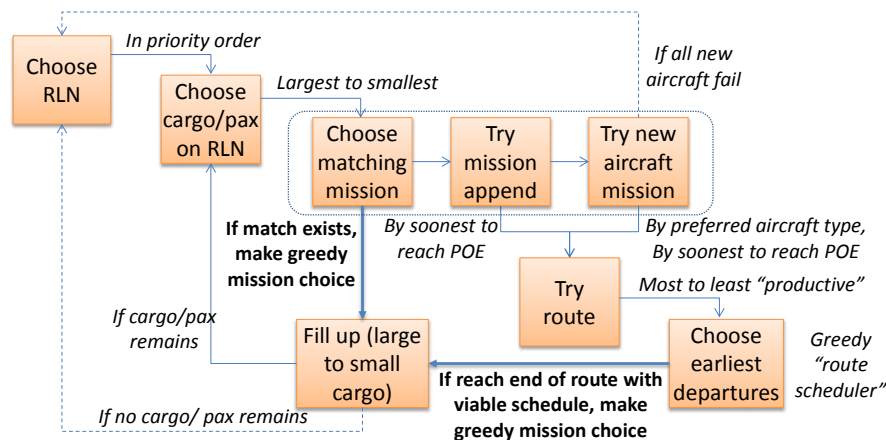 Choose
RLN
In priority order
Choose
cargo/pax
on RLN
Largest to smallest
If all new
aircraft fail
Choose
matching
mission
Try
mission
append
Try new
aircraft
mission
If match exists,
make greedy
mission choice
By soonest to
reach POE
By preferred aircraft type,
By soonest to reach POE
Try
route
Most to least “productive”
If cargo/pax
remains
Fill up (large
to small
cargo)
Choose
earliest
departures
Greedy
“route
scheduler”
If reach end of route with
viable schedule, make
greedy mission choice
If no cargo/ pax remains